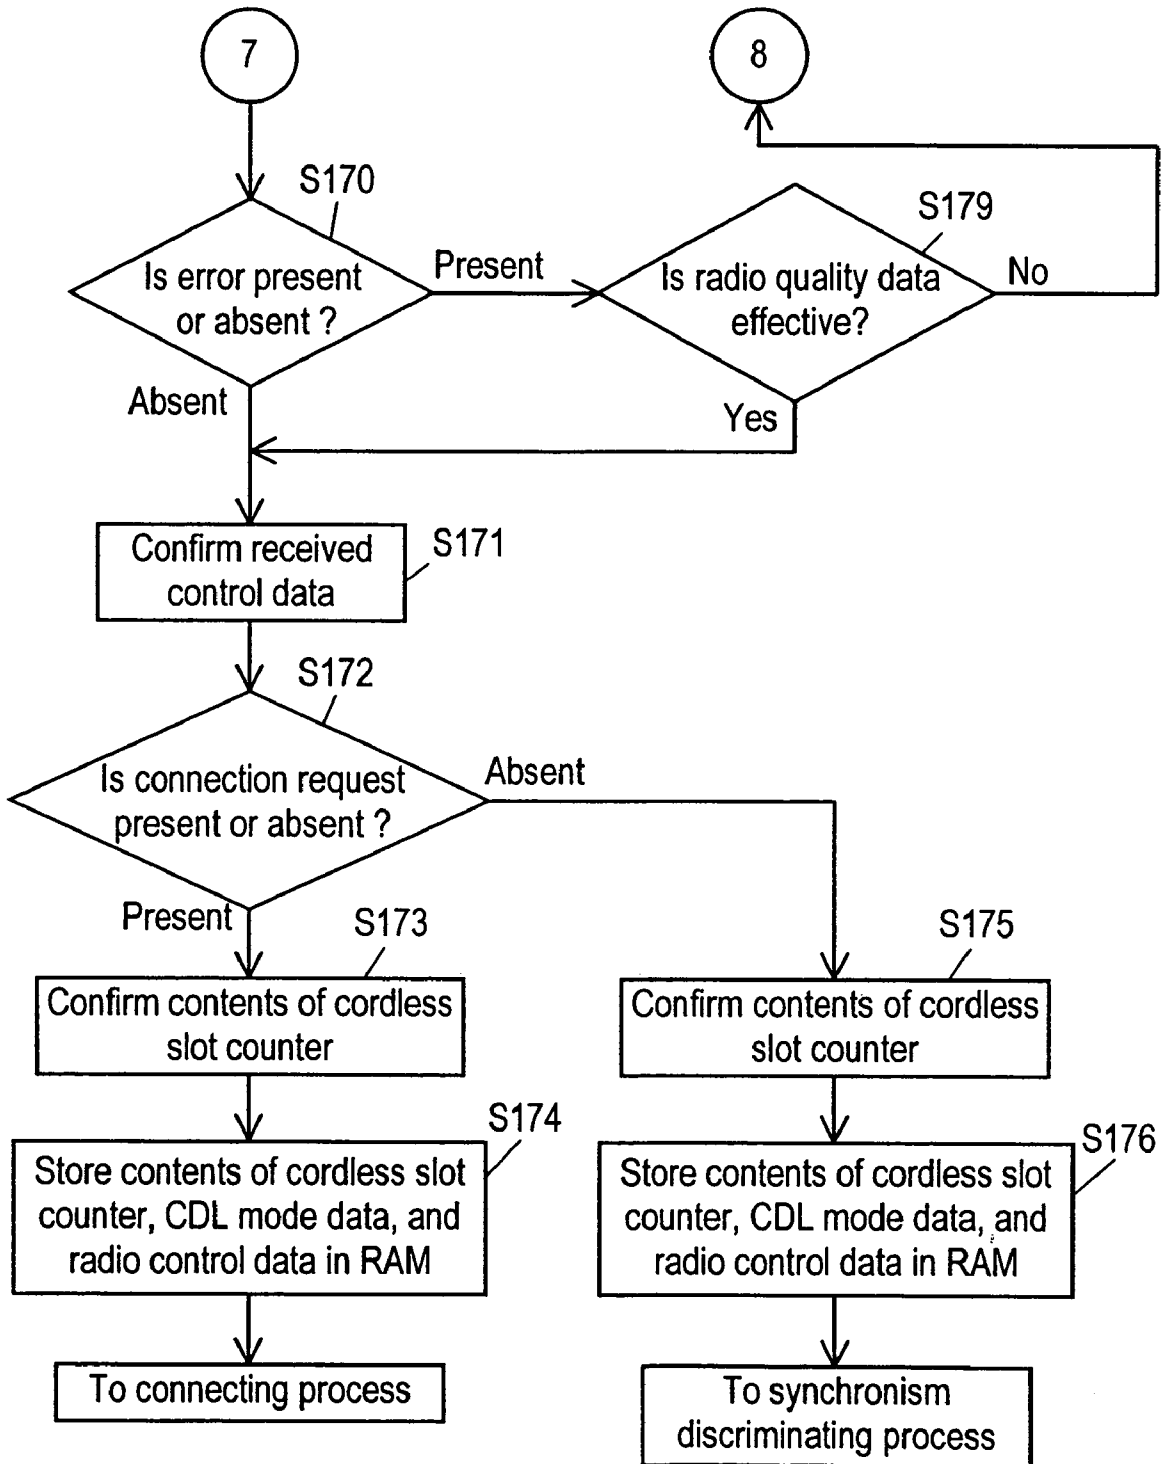 7
8
S170
Is error present
or absent ?
Present
S179
Is radio quality data
effective?
No
Absent
Yes
Confirm received
control data
S171
S172
Is connection request
present or absent ?
Absent
Present
S173
Confirm contents of cordless
slot counter
S175
Confirm contents of cordless
slot counter
S174
Store contents of cordless slot
counter, CDL mode data, and
radio control data in RAM
S176
Store contents of cordless slot
counter, CDL mode data, and
radio control data in RAM
To connecting process
To synchronism
discriminating process